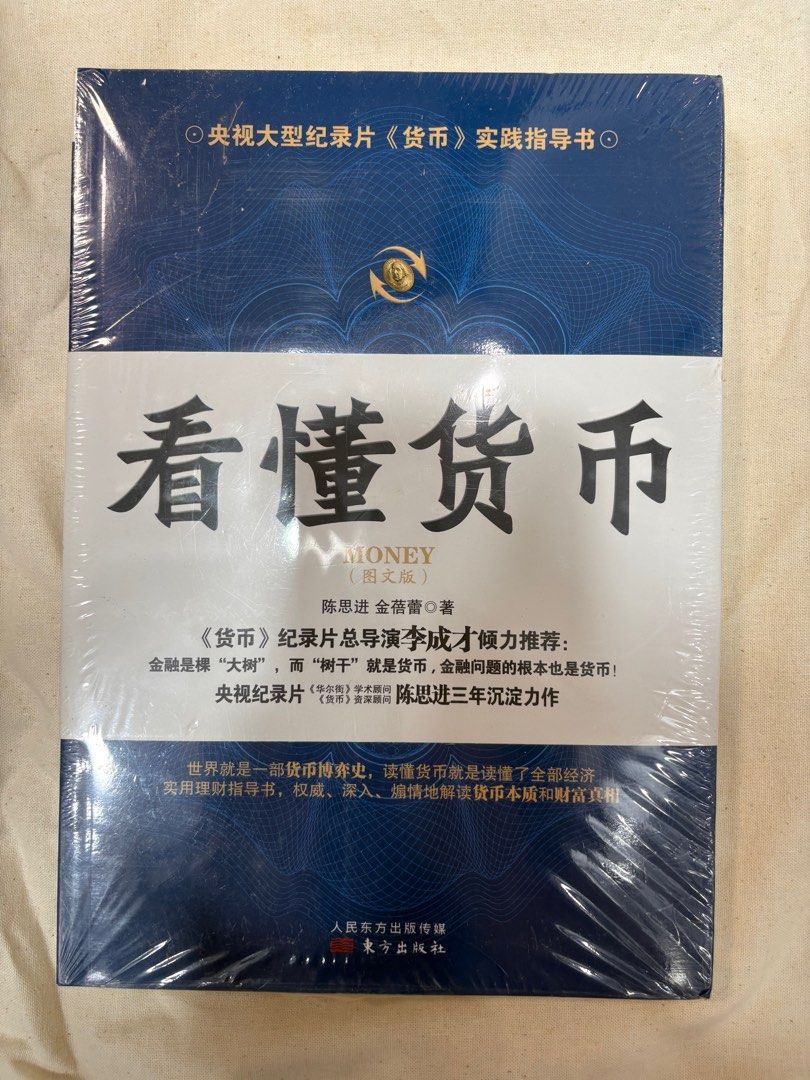 ⊙央视大型纪录片《货币》实践指导书⊙
看懂货币
MONEY
（图文版）
陈思进 金蓓蕾◎著
《货币》纪录片总导演李成才倾力推荐：
金融是棵“大树”，而“树干”就是货币，金融问题的根本也是货币！
央视纪录片《华尔街》学术顾问《货币》资深顾问陈思进三年沉淀力作
世界就是一部货币博弈史，读懂货币就是读懂了全部经济
实用理财指导书，权威、深入、煽情地解读货币本质和财富真相
人民东方出版传媒
东方出版社